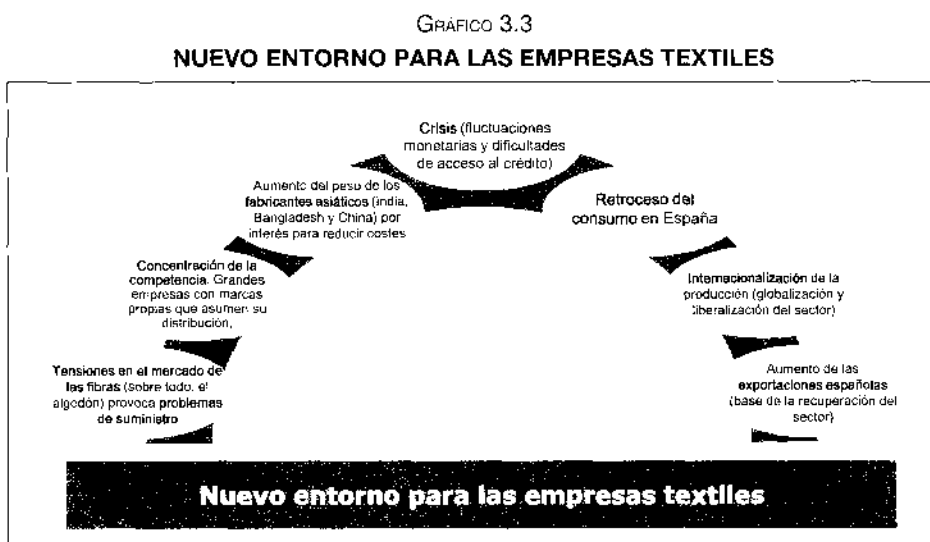 GRÁFICO 3.3
NUEVO ENTORNO PARA LAS EMPRESAS TEXTILES
Crisis (fluctuaciones
monetarias y dificultades
de acceso al crédito)
Aumento del peso de los
fabricantes asiáticos (India,
Bangladesh y China) por
interés para reducir costes
Retroceso del
consumo en España
Concentración de la
competencia. Grandes
empresas con marcas
propias que asumen su
distribución.
Internacionalización de la
producción (globalización y
liberalización del sector)
Tensiones en el mercado de
las fibras (sobre todo, el
algodón) provoca problemas
de suministro
Aumento de las
exportaciones españolas
(base de la recuperación del
sector)
Nuevo entorno para las empresas textiles